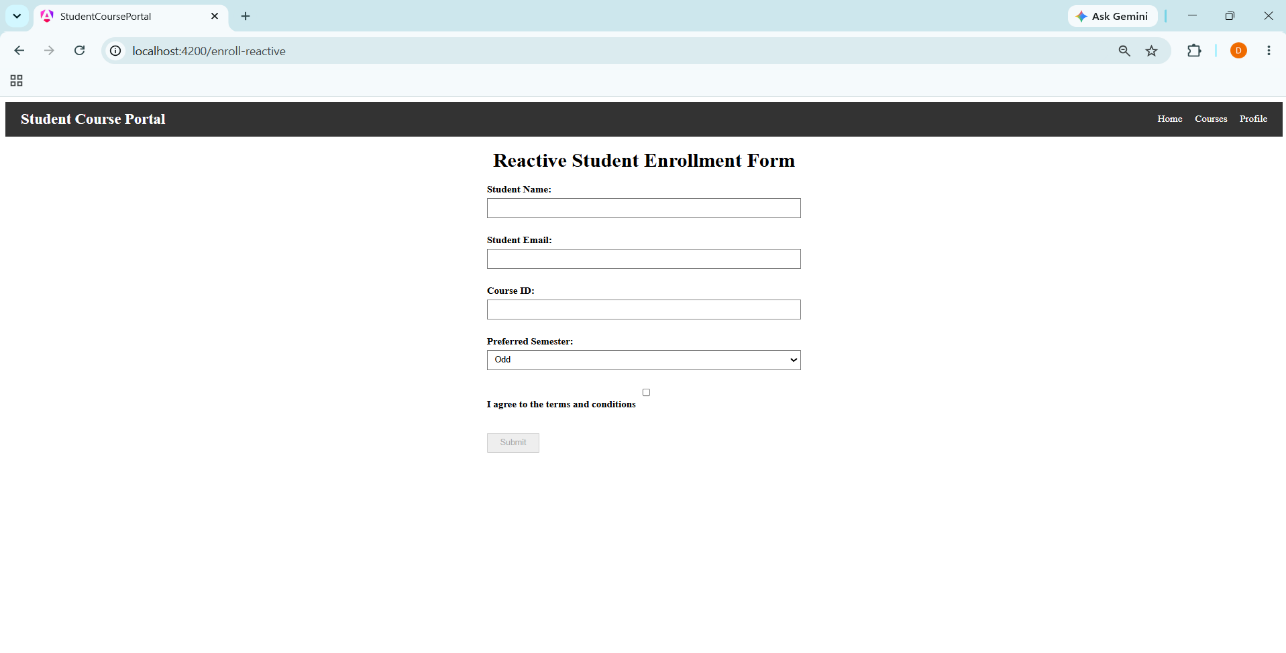 StudentCoursePortal
Ask Gemini
localhost:4200/enroll-reactive
D
Student Course Portal
Home Courses Profile
Reactive Student Enrollment Form
Student Name:
Student Email:
Course ID:
Preferred Semester:
Odd
I agree to the terms and conditions
Submit